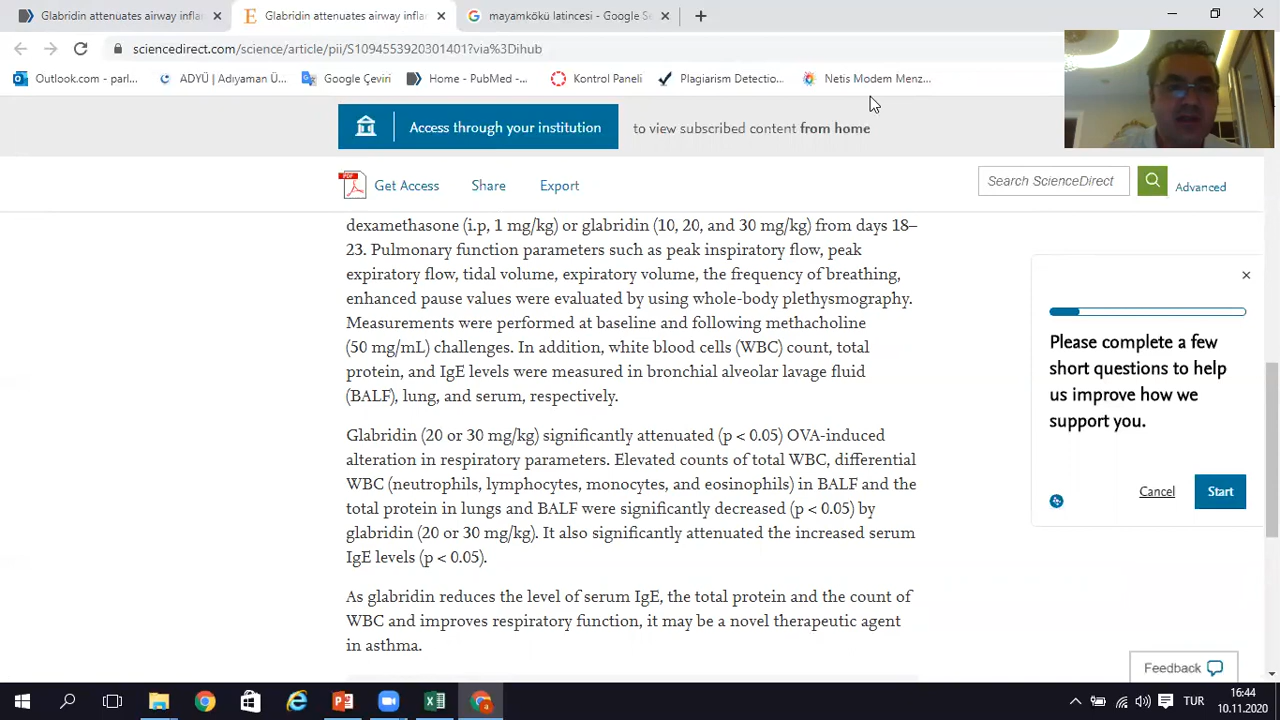 Glabridin attenuates airway inflar
Glabridin attenuates airway inflar
mayamkökü latincesi - Google Se
sciencedirect.com/science/article/pii/S1094553920301401?via%3Dihub
Outlook.com - parl...
ADYÜ | Adıyaman Ü...
Google Çeviri
Home - PubMed -...
Kontrol Paneli
Plagiarism Detectio...
Netis Modem Menz...
Access through your institution
to view subscribed content from home
Get Access
Share
Export
Search ScienceDirect
Advanced
dexamethasone (i.p, 1 mg/kg) or glabridin (10, 20, and 30 mg/kg) from days 18–
23. Pulmonary function parameters such as peak inspiratory flow, peak
expiratory flow, tidal volume, expiratory volume, the frequency of breathing,
enhanced pause values were evaluated by using whole-body plethysmography.
Measurements were performed at baseline and following methacholine
(50 mg/mL) challenges. In addition, white blood cells (WBC) count, total
protein, and IgE levels were measured in bronchial alveolar lavage fluid
(BALF), lung, and serum, respectively.
Glabridin (20 or 30 mg/kg) significantly attenuated (p < 0.05) OVA-induced
alteration in respiratory parameters. Elevated counts of total WBC, differential
WBC (neutrophils, lymphocytes, monocytes, and eosinophils) in BALF and the
total protein in lungs and BALF were significantly decreased (p < 0.05) by
glabridin (20 or 30 mg/kg). It also significantly attenuated the increased serum
IgE levels (p < 0.05).
As glabridin reduces the level of serum IgE, the total protein and the count of
WBC and improves respiratory function, it may be a novel therapeutic agent
in asthma.
Please complete a few
short questions to help
us improve how we
support you.
Cancel
Start
Feedback
TUR
16:44
10.11.2020